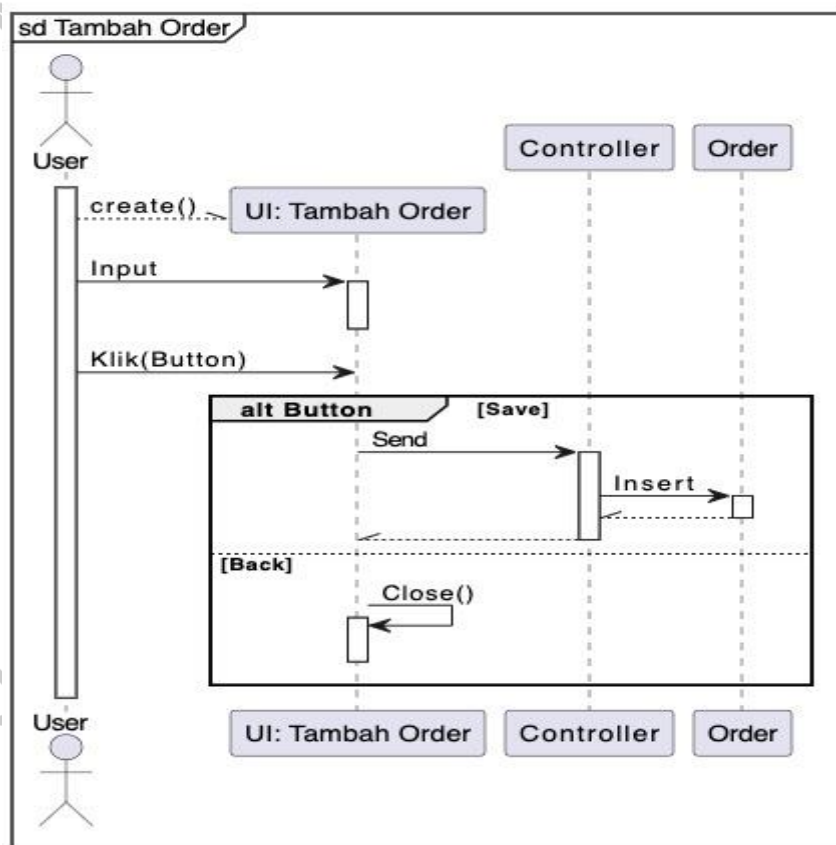 sd Tambah Order
User
Controller
Order
create()
UI: Tambah Order
Input
Klik(Button)
alt Button
[Save]
Send
Insert
[Back]
Close()
User
UI: Tambah Order
Controller
Order